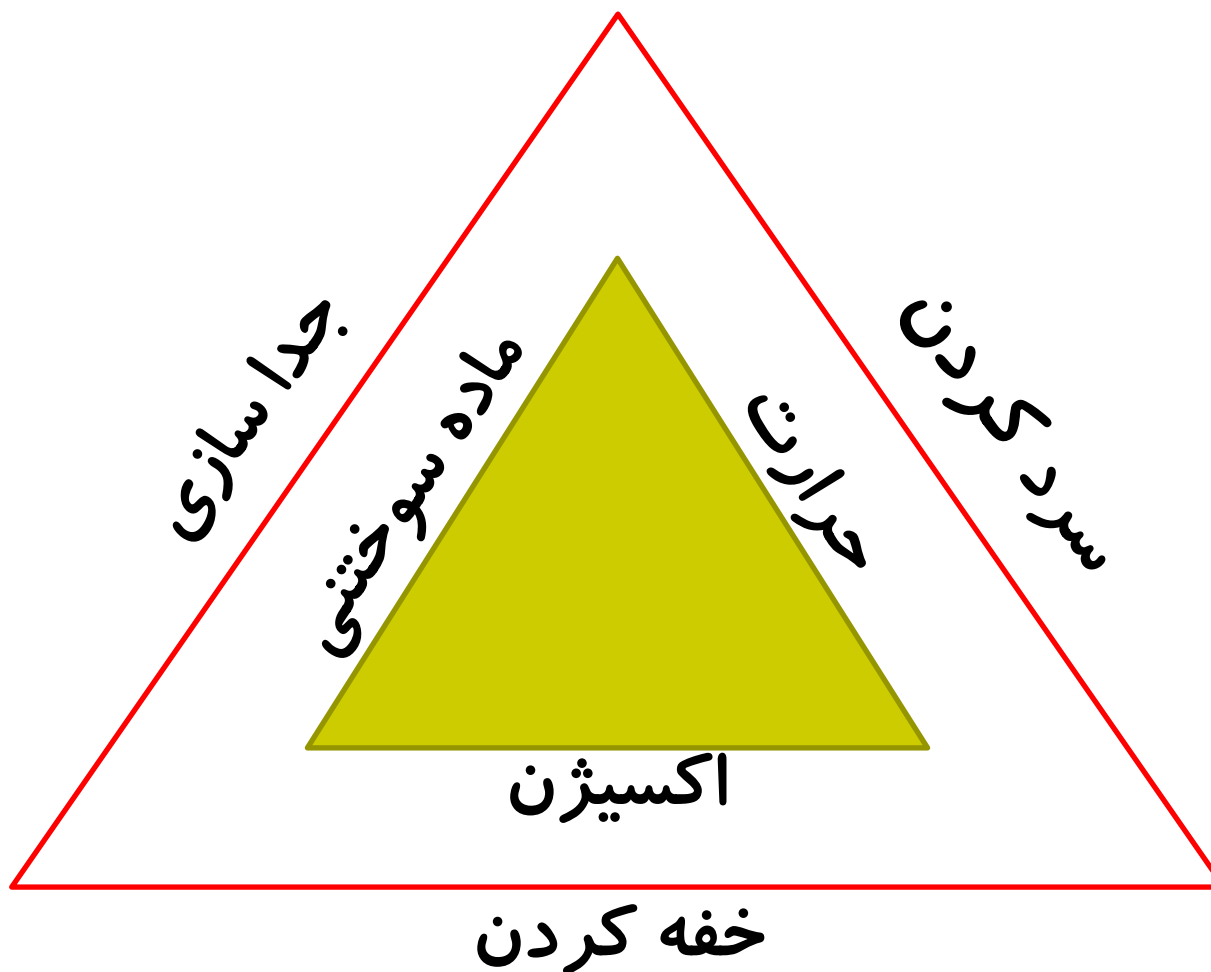 سرد کردن
جدا سازی
ماده سوختنی
حرارت
اکسیژن
خفه کردن